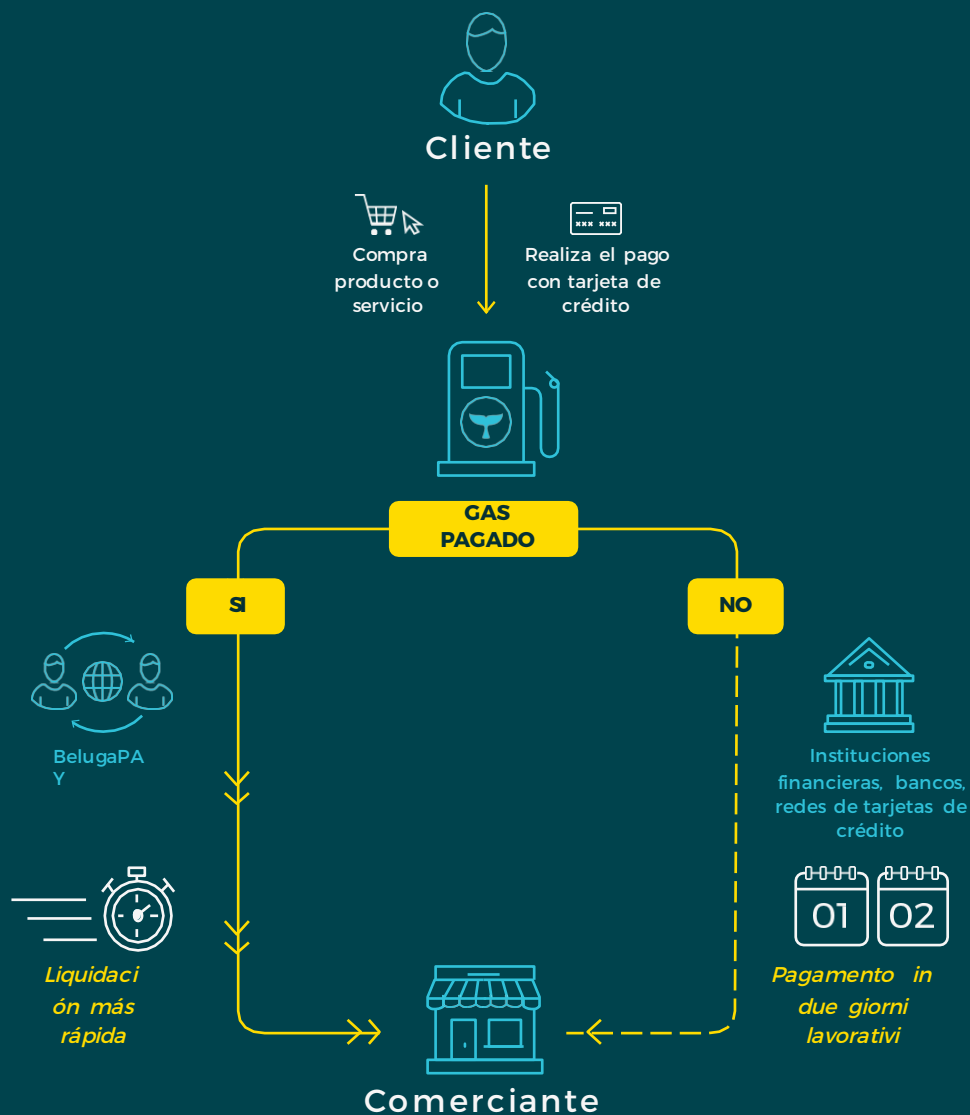 Cliente
Compra
producto o
servicio
Realiza el pago
con tarjeta de
crédito
GAS
PAGADO
SI
NO
BelugaPA
Y
Instituciones
financieras, bancos,
redes de tarjetas de
crédito
01 02
Liquidaci
ón más
rápida
Pagamento in
due giorni
lavorativi
Comerciante